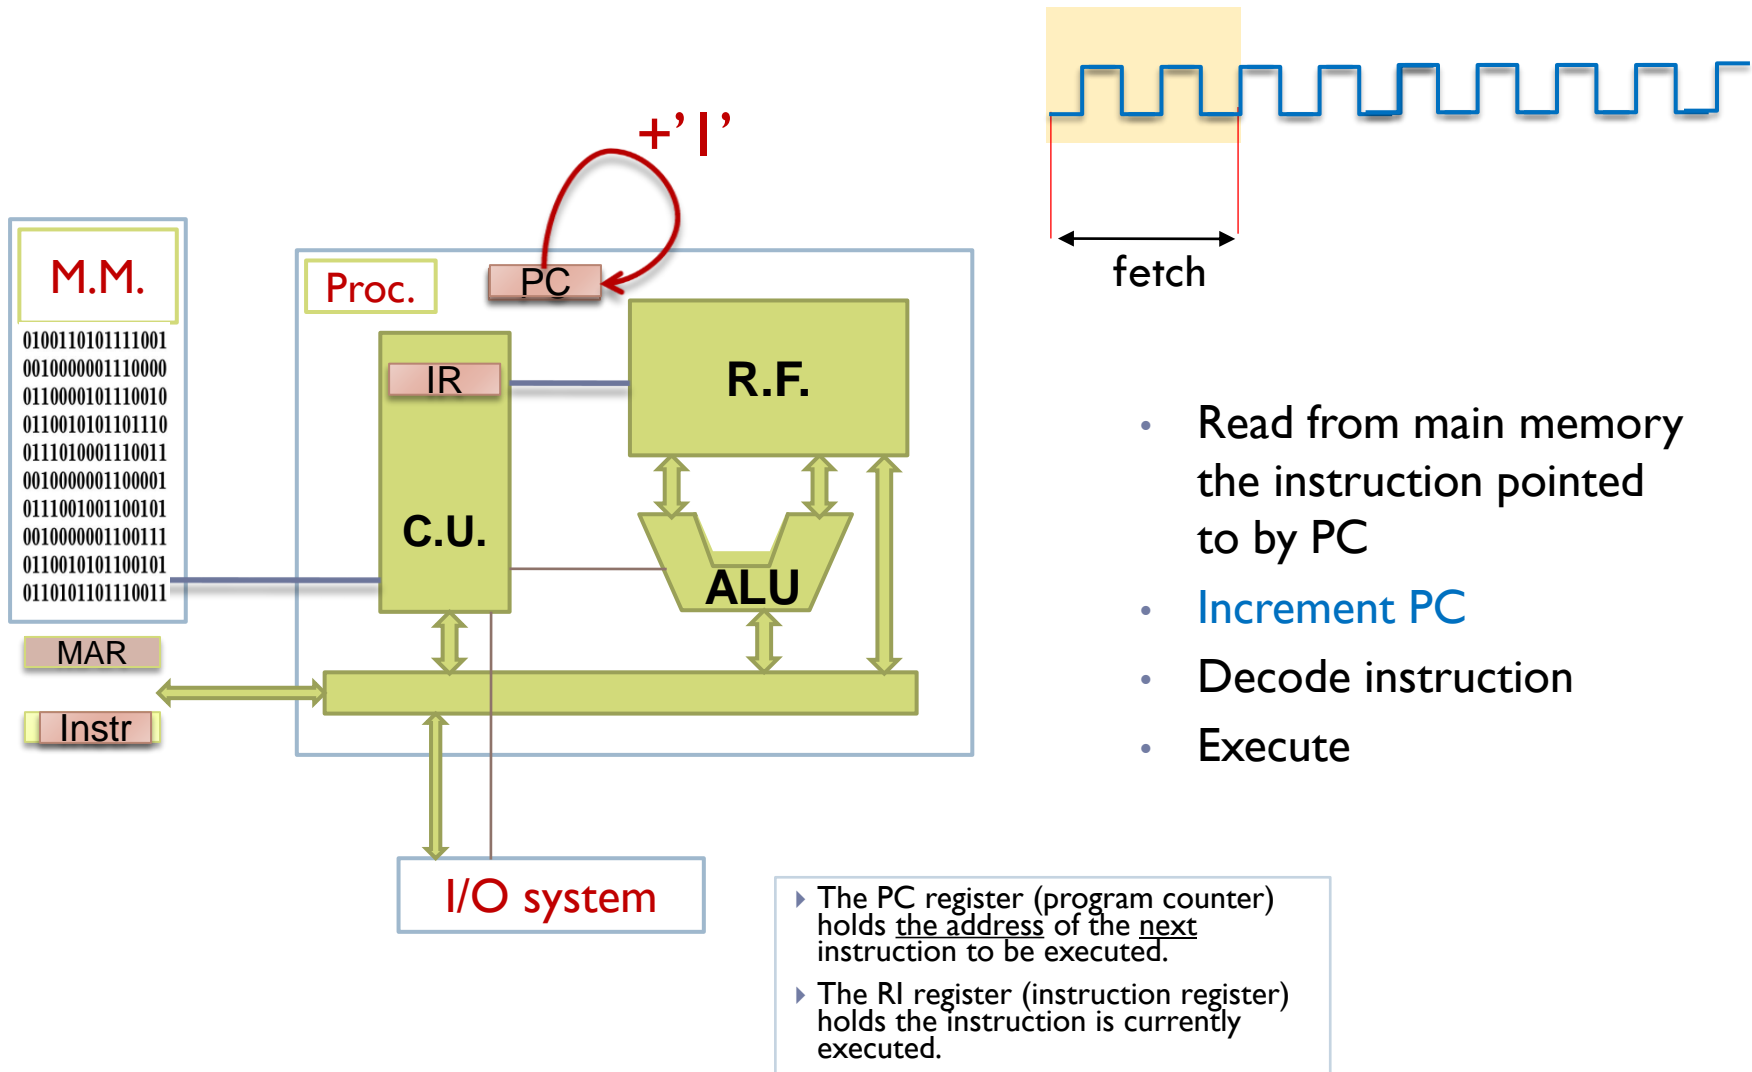 +’1’
fetch
M.M.
0100110101111001
0010000001110000
0110000101110010
0110010101101110
0111010001110011
0010000001100001
0111001001100101
0010000001100111
0110010101100101
0110101101110011
MAR
Instr
Proc.
PC
IR
R.F.
C.U.
ALU
I/O system
• Read from main memory
the instruction pointed
to by PC
• Increment PC
• Decode instruction
• Execute
The PC register (program counter)
holds the address of the next
instruction to be executed.
The RI register (instruction register)
holds the instruction is currently
executed.